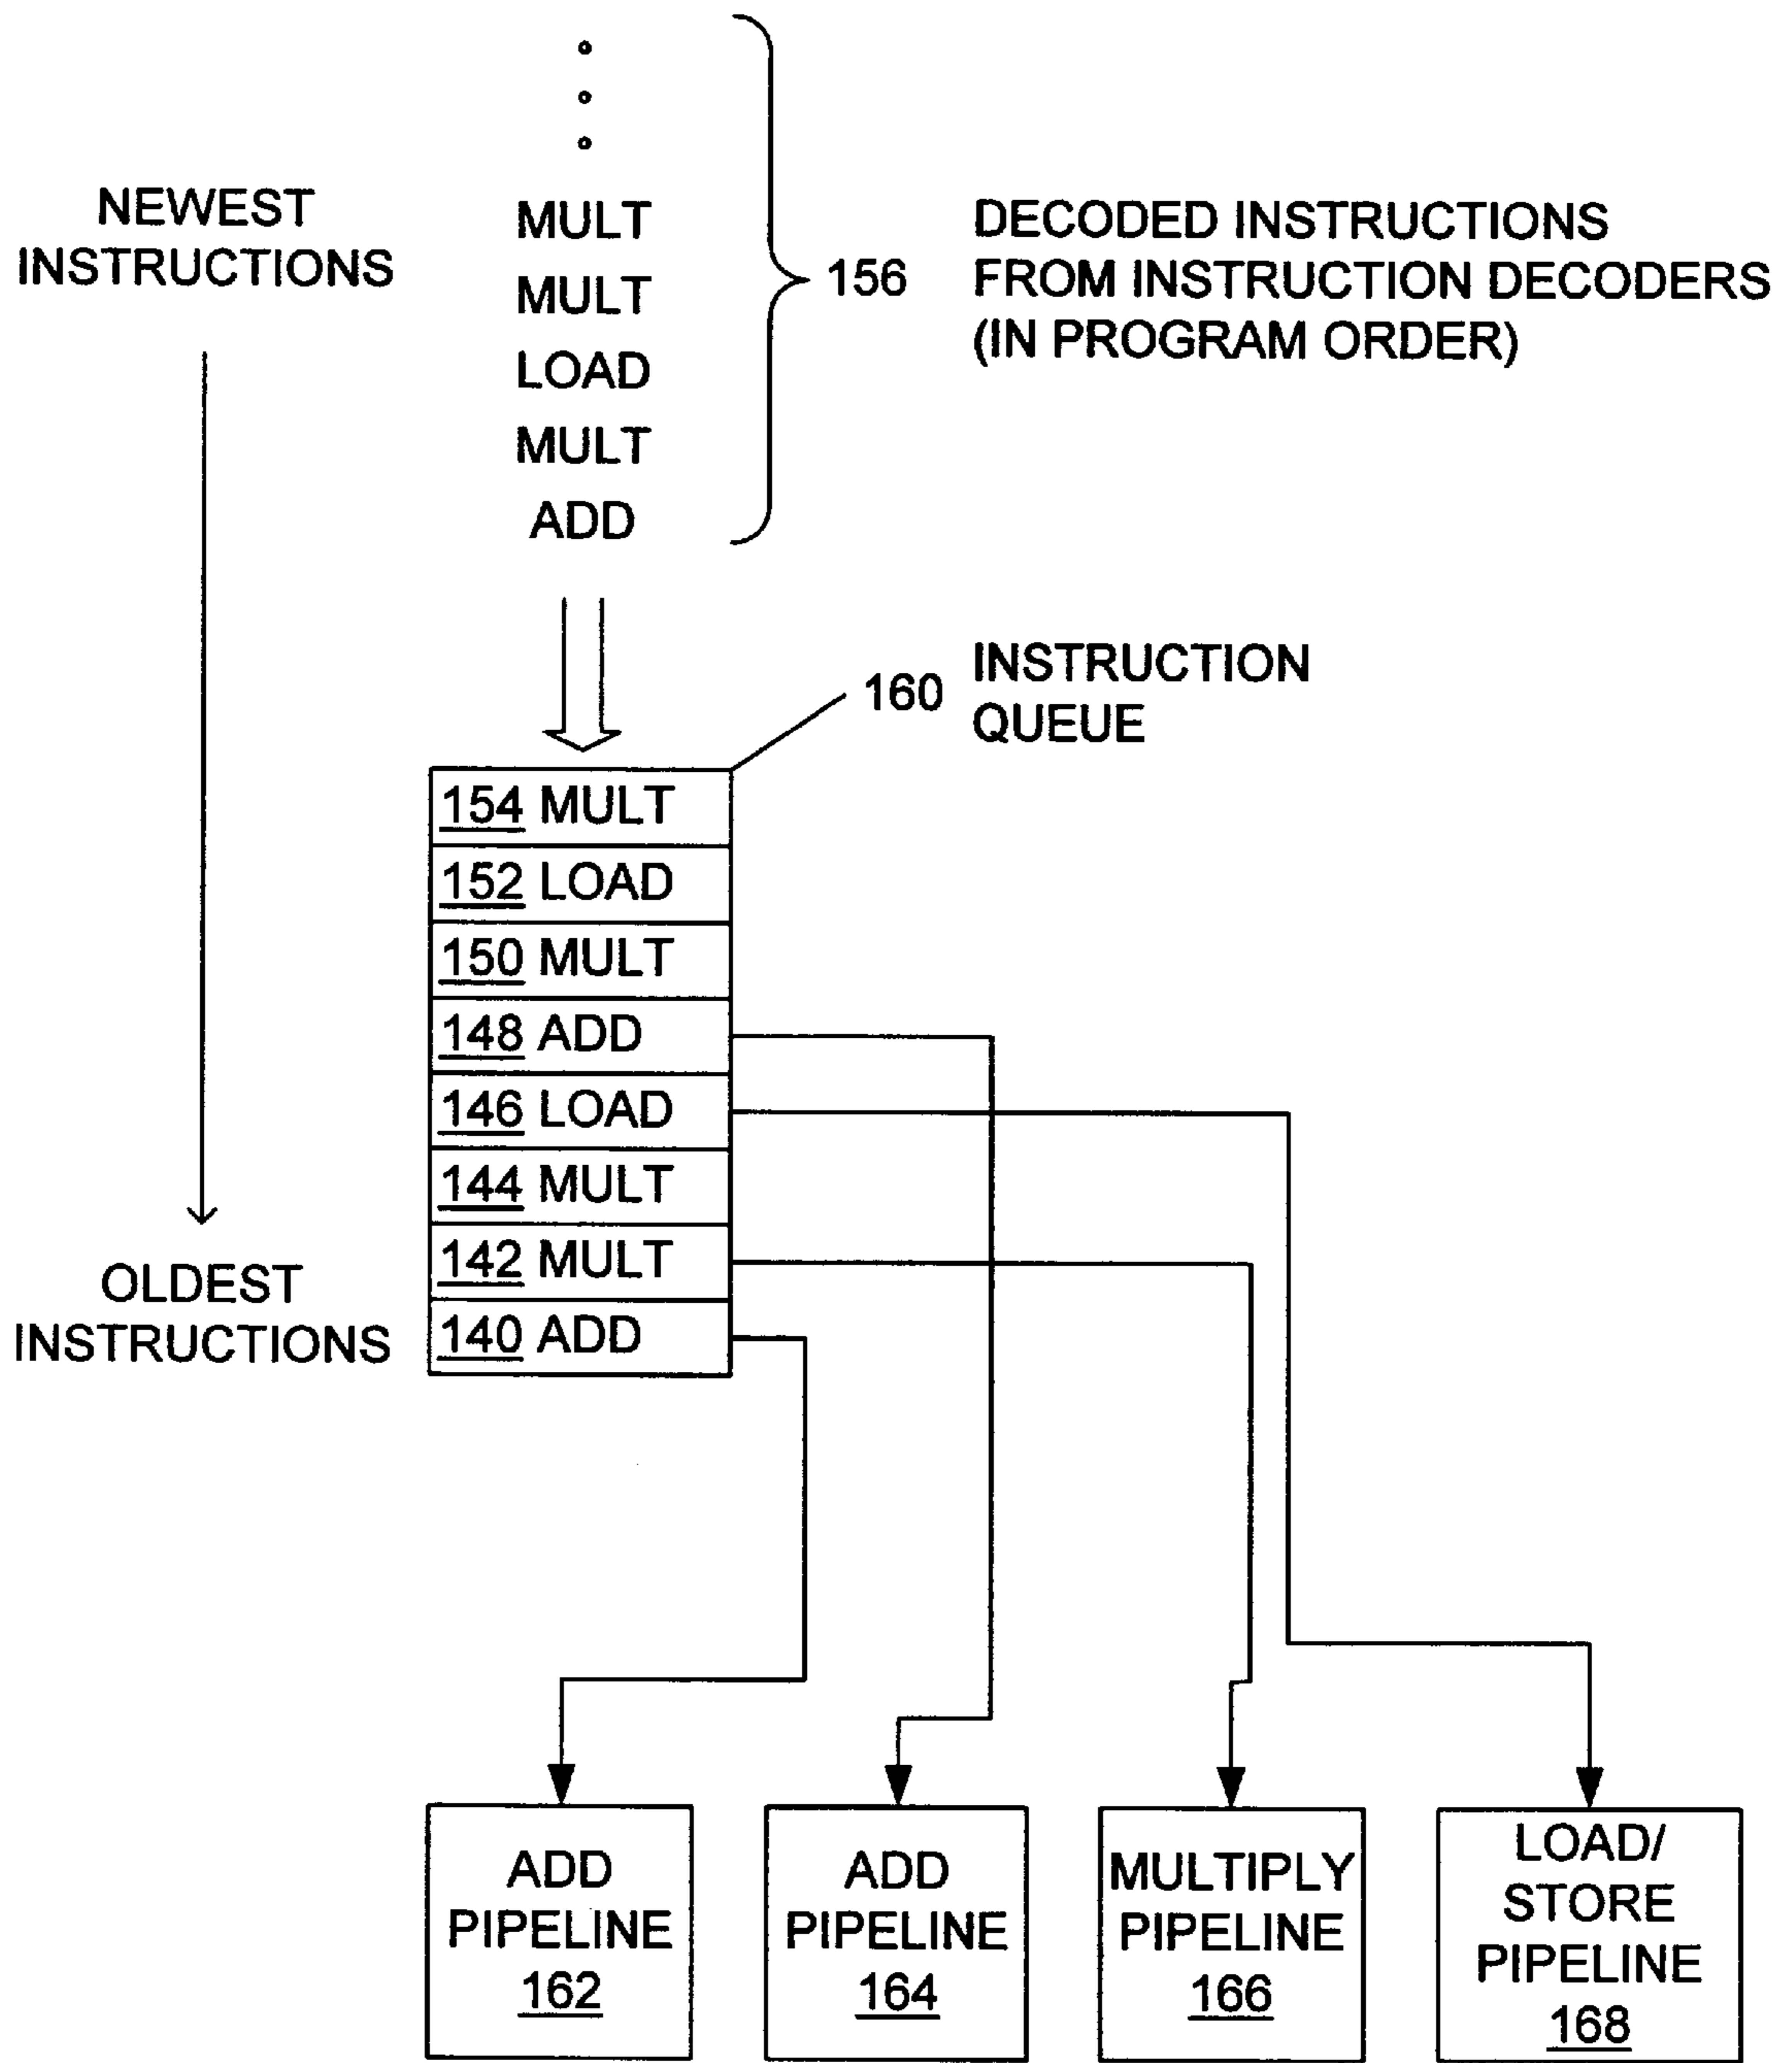 NEWEST
INSTRUCTIONS
MULT
MULT
LOAD
MULT
ADD
156
DECODED INSTRUCTIONS
FROM INSTRUCTION DECODERS
(IN PROGRAM ORDER)
160
INSTRUCTION
QUEUE
154 MULT
152 LOAD
150 MULT
148 ADD
146 LOAD
144 MULT
142 MULT
140 ADD
OLDEST
INSTRUCTIONS
ADD
PIPELINE
162
ADD
PIPELINE
164
MULTIPLY
PIPELINE
166
LOAD/
STORE
PIPELINE
168